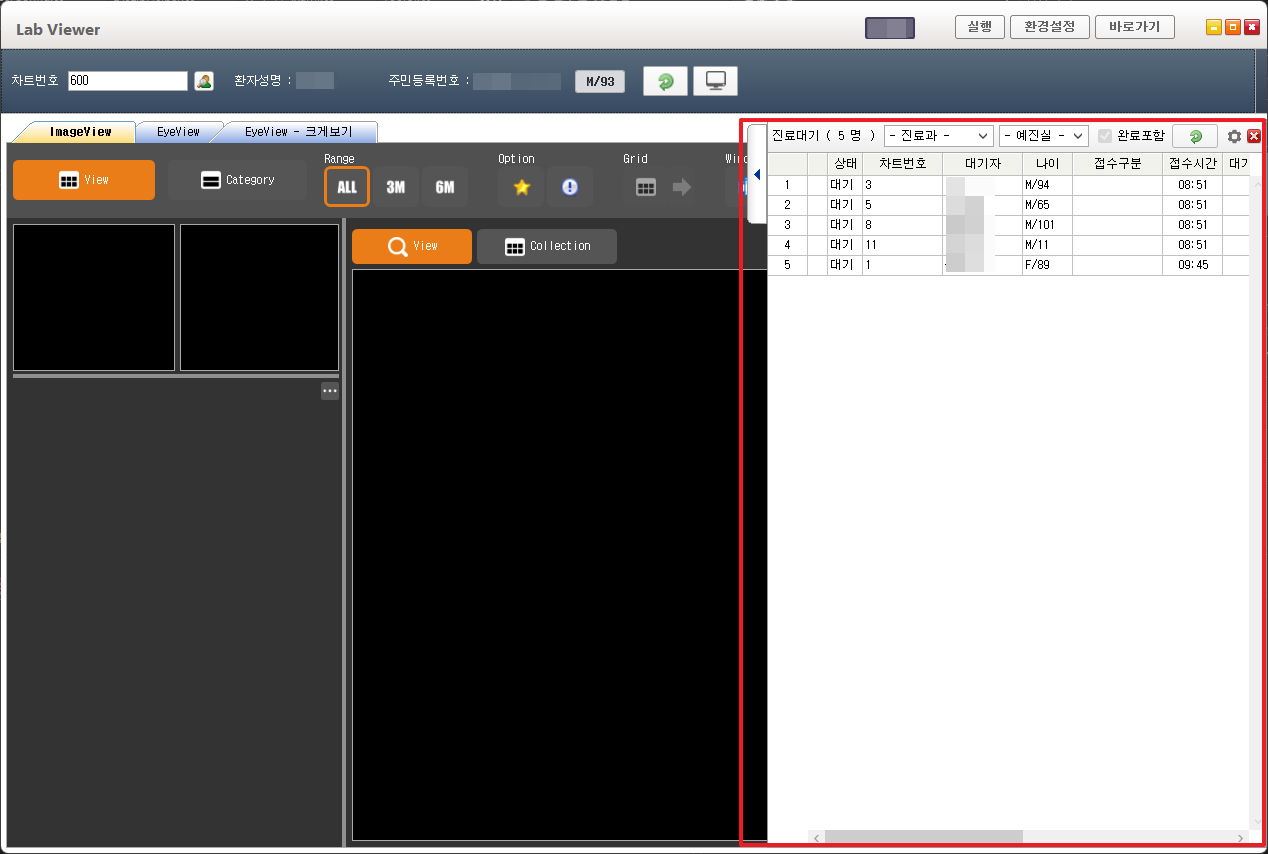 Lab Viewer
실행 환경설정 바로가기
차트번호 600 환자성명 : 주민등록번호 : M/93
ImageView EyeView EyeView - 크게보기
진료대기 ( 5 명 ) - 진료과 - - 예진실 - 완료포함
View Category
Range Option Grid
ALL 3M 6M
상태 차트번호 대기자 나이 접수구분 접수시간
1 대기 3 M/94 08:51
2 대기 5 M/65 08:51
3 대기 8 M/101 08:51
4 대기 11 M/11 08:51
5 대기 1 F/89 09:45
View Collection